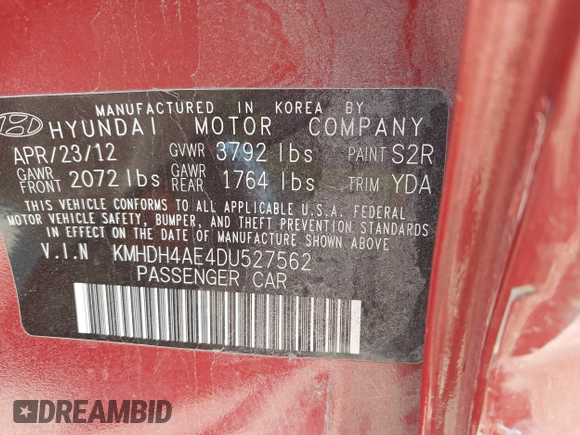 MANUFACTURED IN KOREA BY
HYUNDAI MOTOR COMPANY
APR/23/12 GVWR 3792 lbs PAINT S2R
GAWR FRONT 2072 lbs GAWR REAR 1764 lbs TRIM YDA
THIS VEHICLE CONFORMS TO ALL APPLICABLE U.S.A. FEDERAL
MOTOR VEHICLE SAFETY, BUMPER, AND THEFT PREVENTION STANDARDS
IN EFFECT ON THE DATE OF MANUFACTURE SHOWN ABOVE.
V.I.N KMHDH4AE4DU527562
PASSENGER CAR
DREAMBID